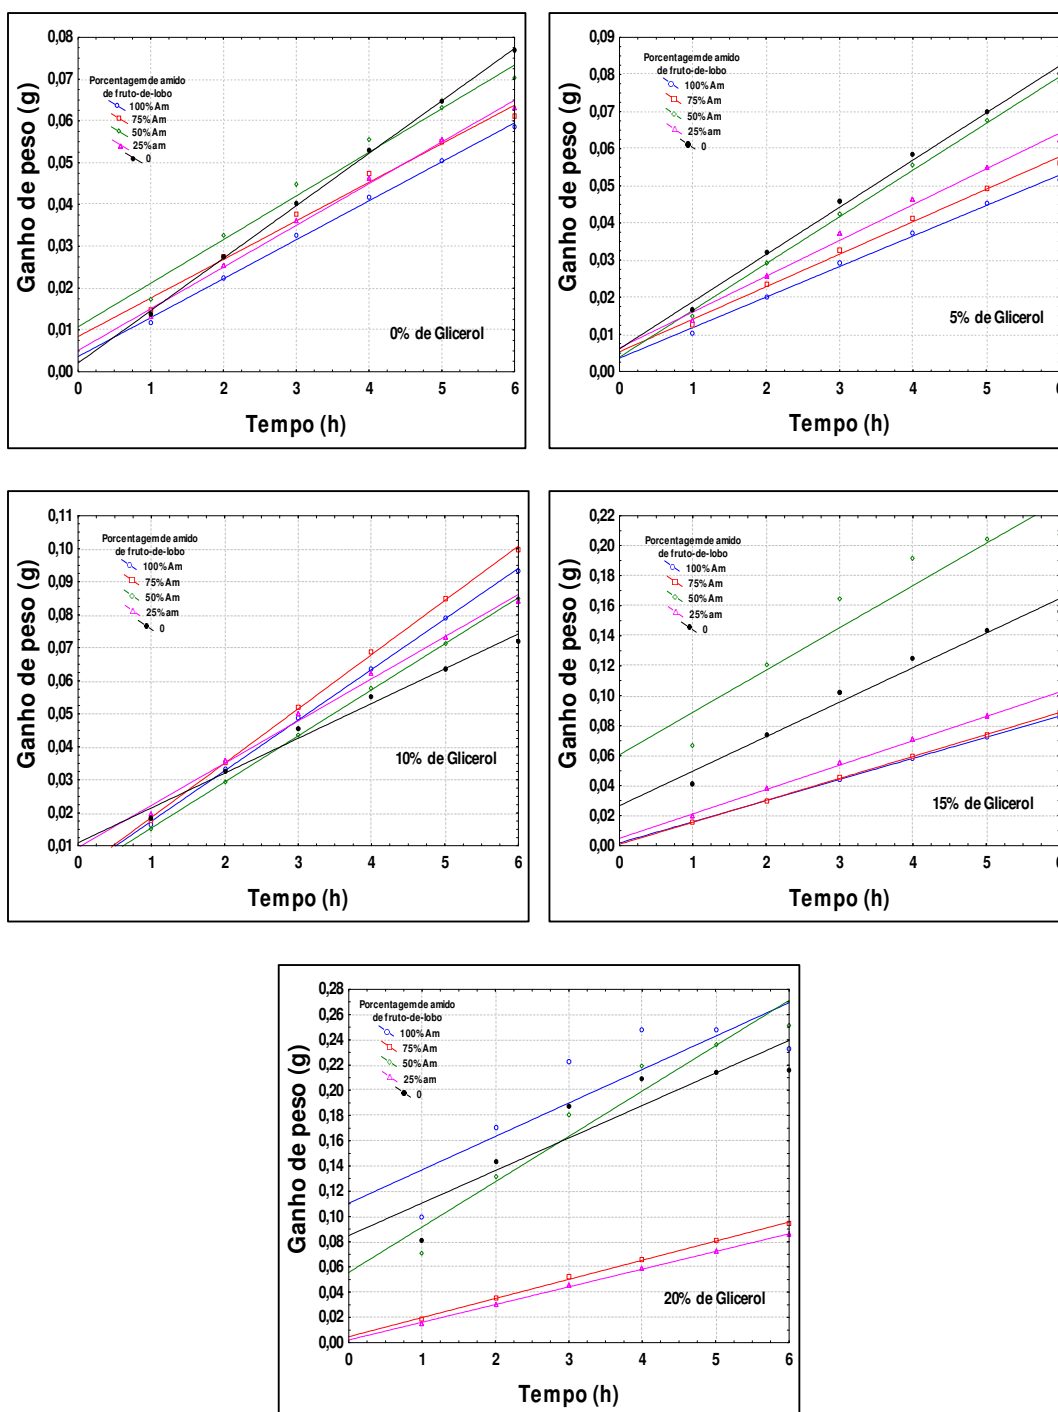 0,08
0,07
0,06
0,05
0,04
0,03
0,02
0,01
0,00
Ganho de peso (g)
Porcentagem de amido
de fruto-de-lobo
100%Am
75%Am
50%Am
25%am
0
0% de Glicerol
0 1 2 3 4 5 6
Tempo (h)
0,09
0,08
0,07
0,06
0,05
0,04
0,03
0,02
0,01
0,00
Ganho de peso (g)
Porcentagem de amido
de fruto-de-lobo
100%Am
75%Am
50%Am
25%am
0
5% de Glicerol
0 1 2 3 4 5 6
Tempo (h)
0,11
0,10
0,09
0,08
0,07
0,06
0,05
0,04
0,03
0,02
0,01
Ganho de peso (g)
Porcentagem de amido
de fruto-de-lobo
100%Am
75%Am
50%Am
25%am
0
10% de Glicerol
0 1 2 3 4 5 6
Tempo (h)
0,22
0,20
0,18
0,16
0,14
0,12
0,10
0,08
0,06
0,04
0,02
0,00
Ganho de peso (g)
Porcentagem de amido
de fruto-de-lobo
100%Am
75%Am
50%Am
25%am
0
15% de Glicerol
0 1 2 3 4 5 6
Tempo (h)
0,28
0,26
0,24
0,22
0,20
0,18
0,16
0,14
0,12
0,10
0,08
0,06
0,04
0,02
0,00
Ganho de peso (g)
Porcentagem de amido
de fruto-de-lobo
100%Am
75%Am
50%Am
25%am
0
20% de Glicerol
0 1 2 3 4 5 6
Tempo (h)